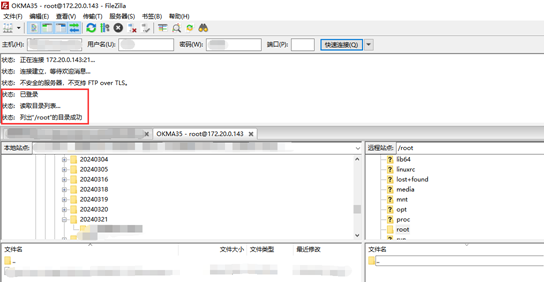 OKMA35 - root@172.20.0.143 - FileZilla
文件(F) 编辑(E) 查看(V) 传输(T) 服务器(S) 书签(B) 帮助(H)
主机(H): 用户名(U): 密码(W): 端口(P): 快速连接(Q)
状态: 正在连接 172.20.0.143:21...
状态: 连接建立，等待欢迎消息...
状态: 不安全的服务器，不支持 FTP over TLS。
状态: 已登录
状态: 读取目录列表...
状态: 列出"/root"的目录成功
OKMA35 - root@172.20.0.143
本地站点: 远程站点: /root
20240304
20240305
20240316
20240318
20240319
20240320
20240321
lib64
linuxrc
lost+found
media
mnt
opt
proc
root
文件名 文件大小 文件类型 最近修改
..
文件名
..